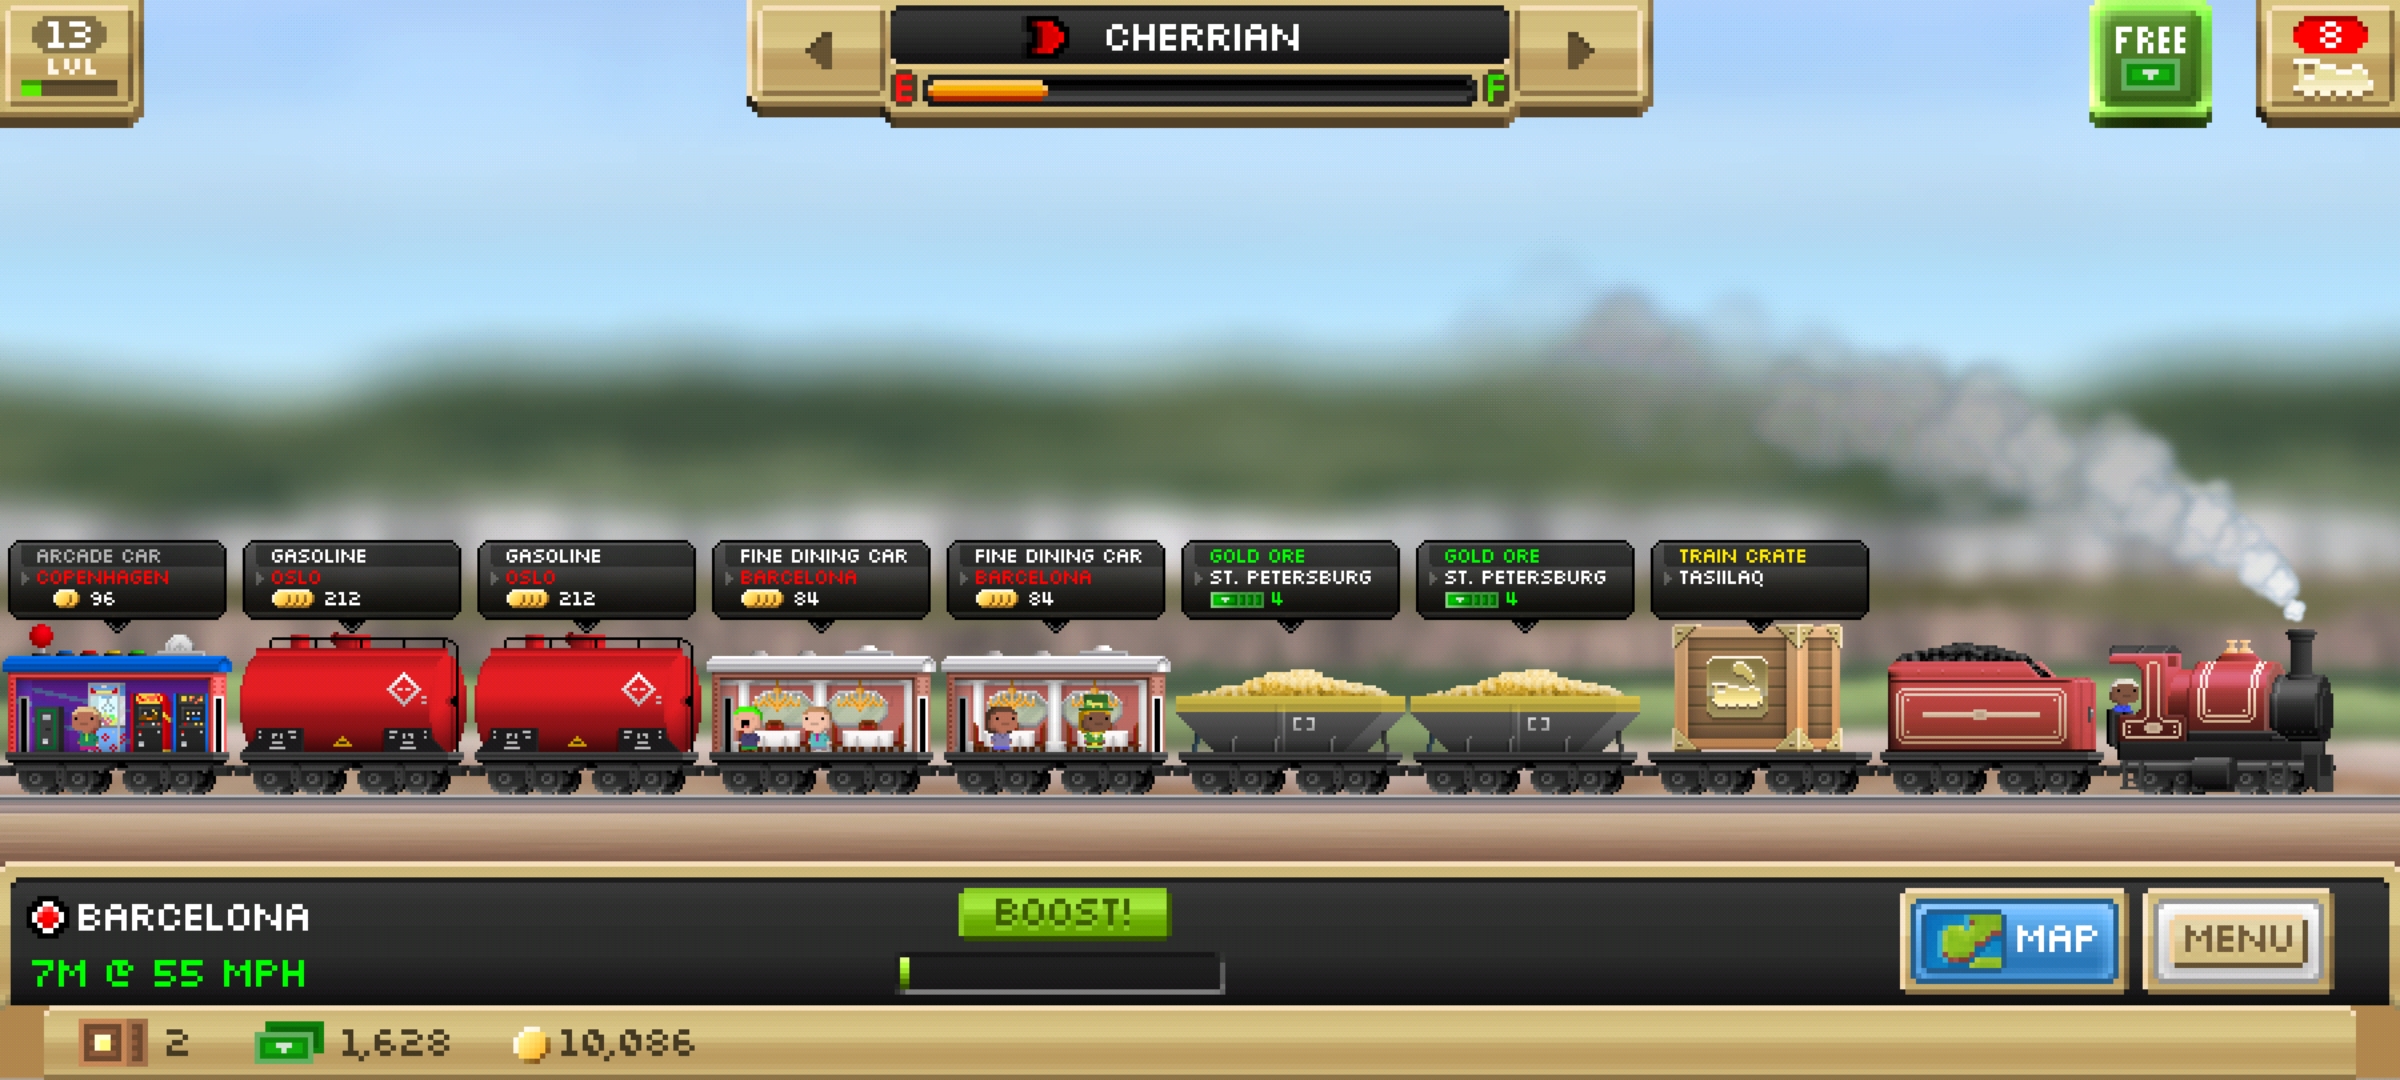 13
LVL
CHERRIAN
E F
FREE
8
ARCADE CAR
COPENHAGEN
96
GASOLINE
OSLO
212
GASOLINE
OSLO
212
FINE DINING CAR
BARCELONA
84
FINE DINING CAR
BARCELONA
84
GOLD ORE
ST. PETERSBURG
4
GOLD ORE
ST. PETERSBURG
4
TRAIN CRATE
TASIILAQ
BARCELONA
7M @ 55 MPH
BOOST!
MAP
MENU
2
1,628
10,086